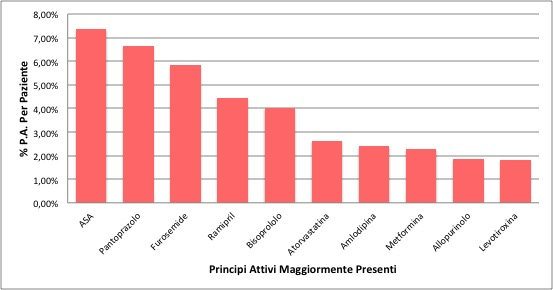 8,00%
7,00%
6,00%
5,00%
4,00%
3,00%
2,00%
1,00%
0,00%
% P.A. Per Paziente
ASA
Pantoprazolo
Furosemide
Ramipril
Bisoprololo
Atorvastatina
Amlodipina
Metformina
Allopurinolo
Levotiroxina
Principi Attivi Maggiormente Presenti